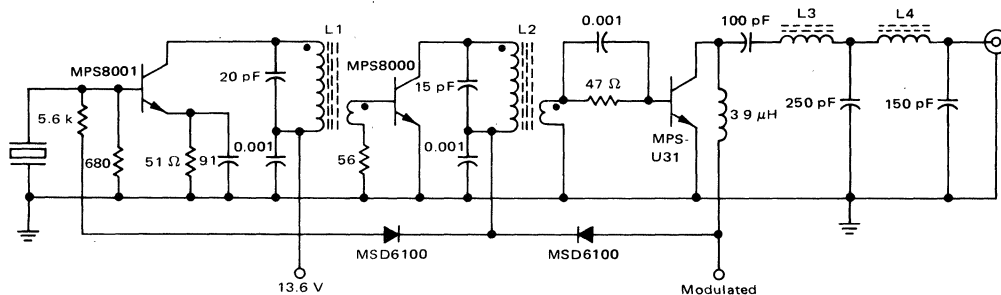 L1
L2
0.001
100 pF
L3
L4
MPS8001
20 pF
MPS8000
15 pF
47 Ω
5.6 k
680
51 Ω
91
0.001
56
0.001
MPS-
U31
3 9 μH
250 pF
150 pF
MSD6100
MSD6100
13.6 V
Modulated